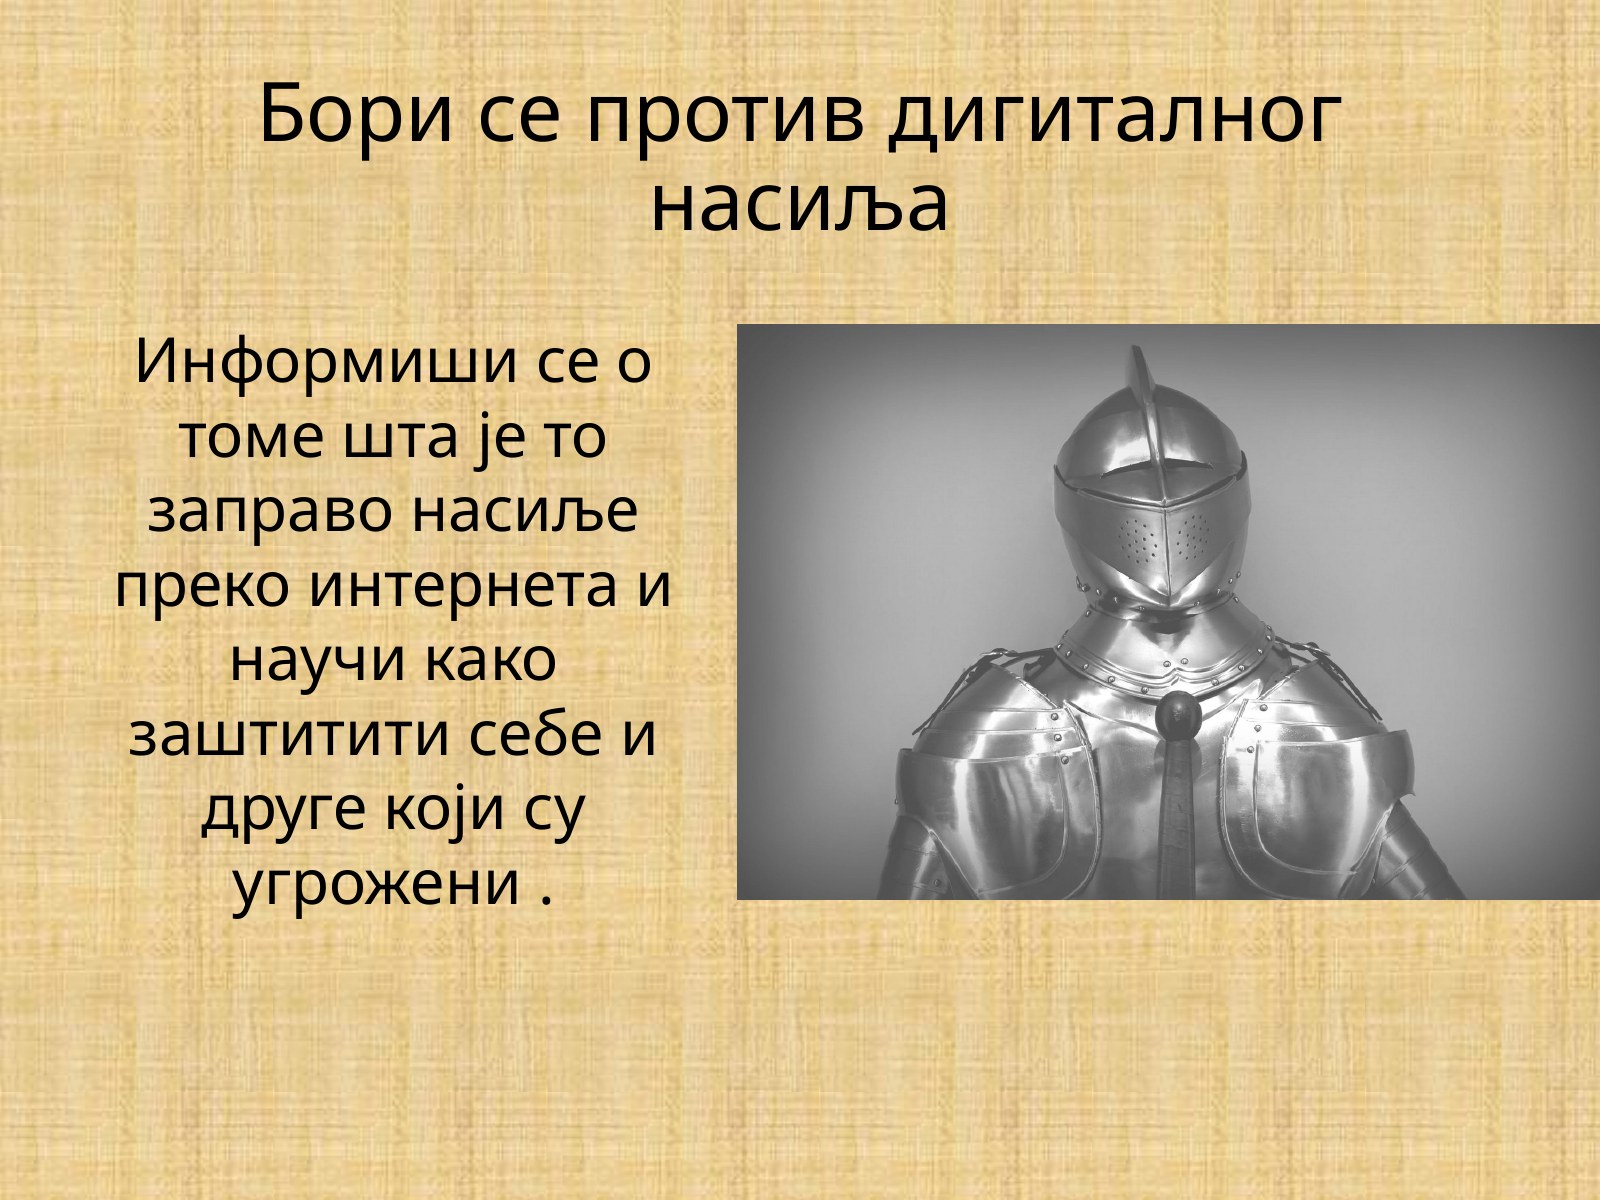 Бори се против дигиталног
насиља
Информиши се о
томе шта је то
заправо насиље
преко интернета и
научи како
заштитити себе и
друге који су
угрожени .